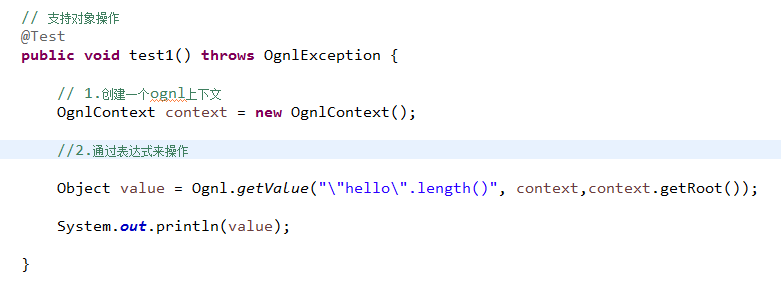 // 支持对象操作
@Test
public void test1() throws OgnlException {
// 1.创建一个ognl上下文
OgnlContext context = new OgnlContext();
//2.通过表达式来操作
Object value = Ognl.getValue("\"hello\".length()", context,context.getRoot());
System.out.println(value);
}